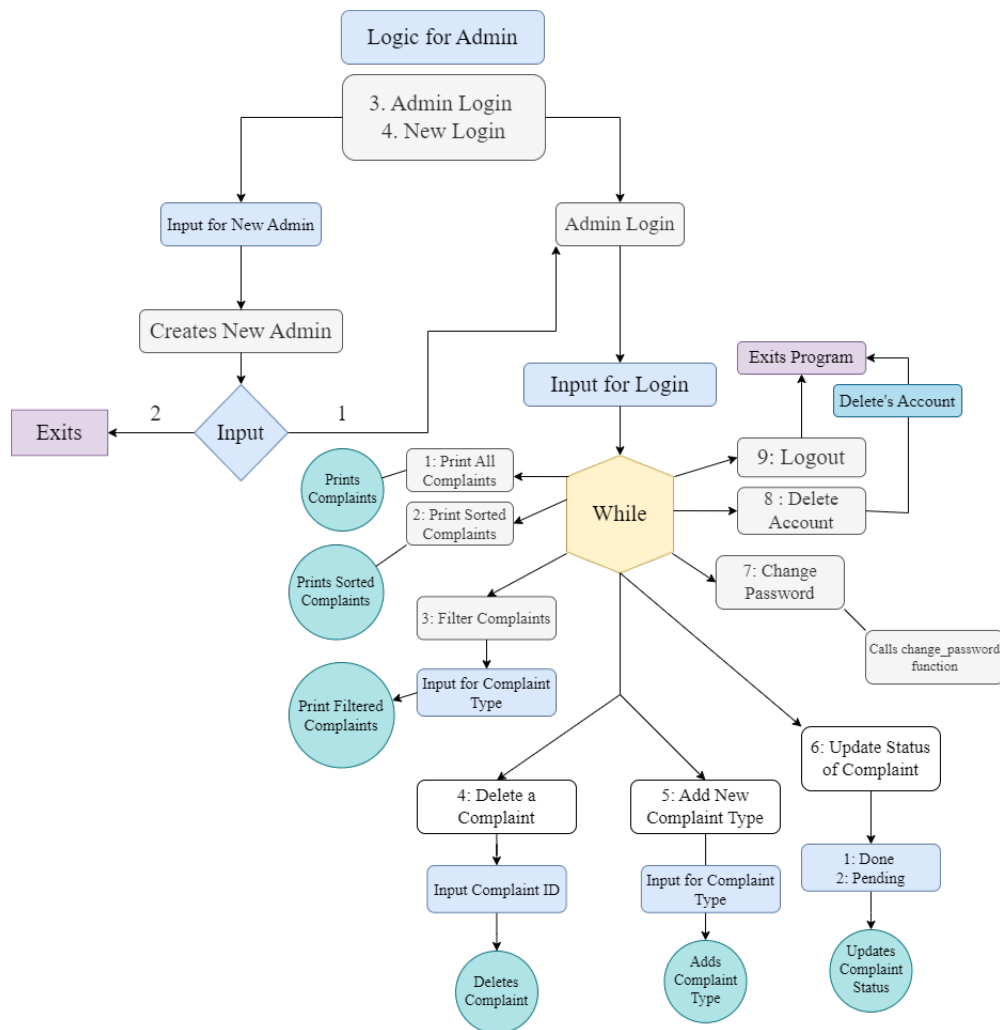 Logic for Admin
3. Admin Login
4. New Login
Input for New Admin
Admin Login
Creates New Admin
Exits Program
Input for Login
Delete's Account
2
1
Exits
Input
9: Logout
1: Print All
Complaints
Prints
Complaints
While
8 : Delete
Account
2: Print Sorted
Complaints
Prints Sorted
Complaints
7: Change
Password
3: Filter Complaints
Calls change_password
function
Input for Complaint
Type
Print Filtered
Complaints
6: Update Status
of Complaint
4: Delete a
Complaint
5: Add New
Complaint Type
1: Done
2: Pending
Input Complaint ID
Input for Complaint
Type
Deletes
Complaint
Adds
Complaint
Type
Updates
Complaint
Status